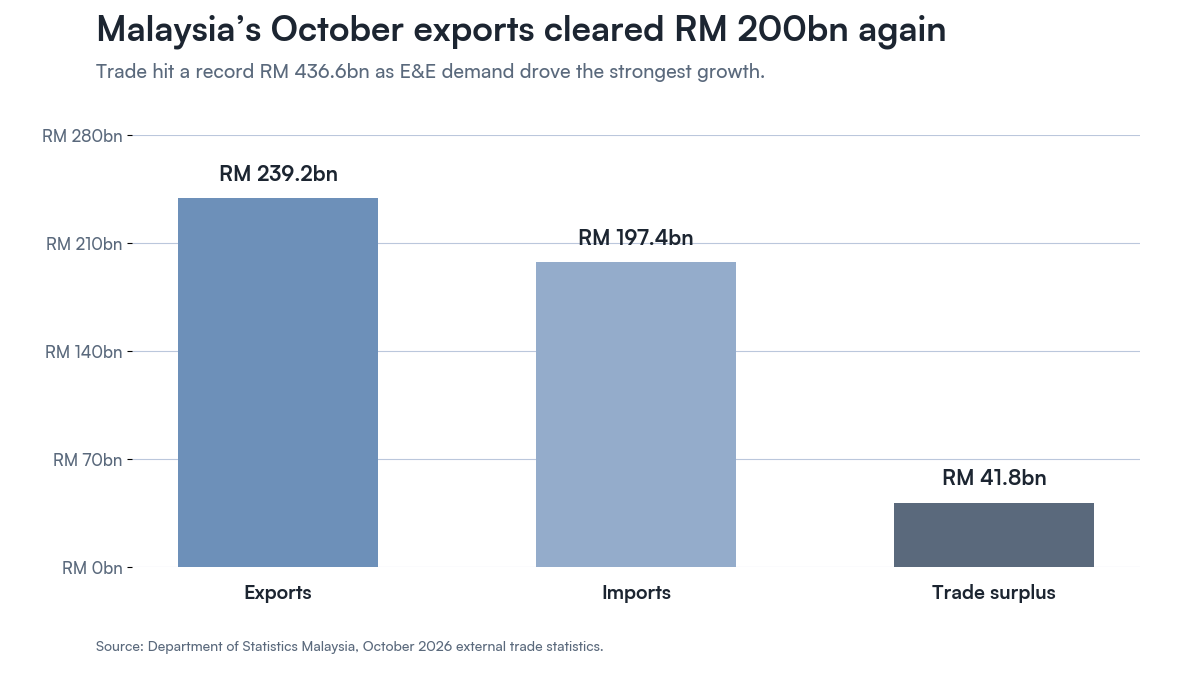 Malaysia’s October exports cleared RM 200bn again
Trade hit a record RM 436.6bn as E&E demand drove the strongest growth.
RM 280bn
RM 210bn
RM 140bn
RM 70bn
RM 0bn
RM 239.2bn
RM 197.4bn
RM 41.8bn
Exports
Imports
Trade surplus
Source: Department of Statistics Malaysia, October 2026 external trade statistics.